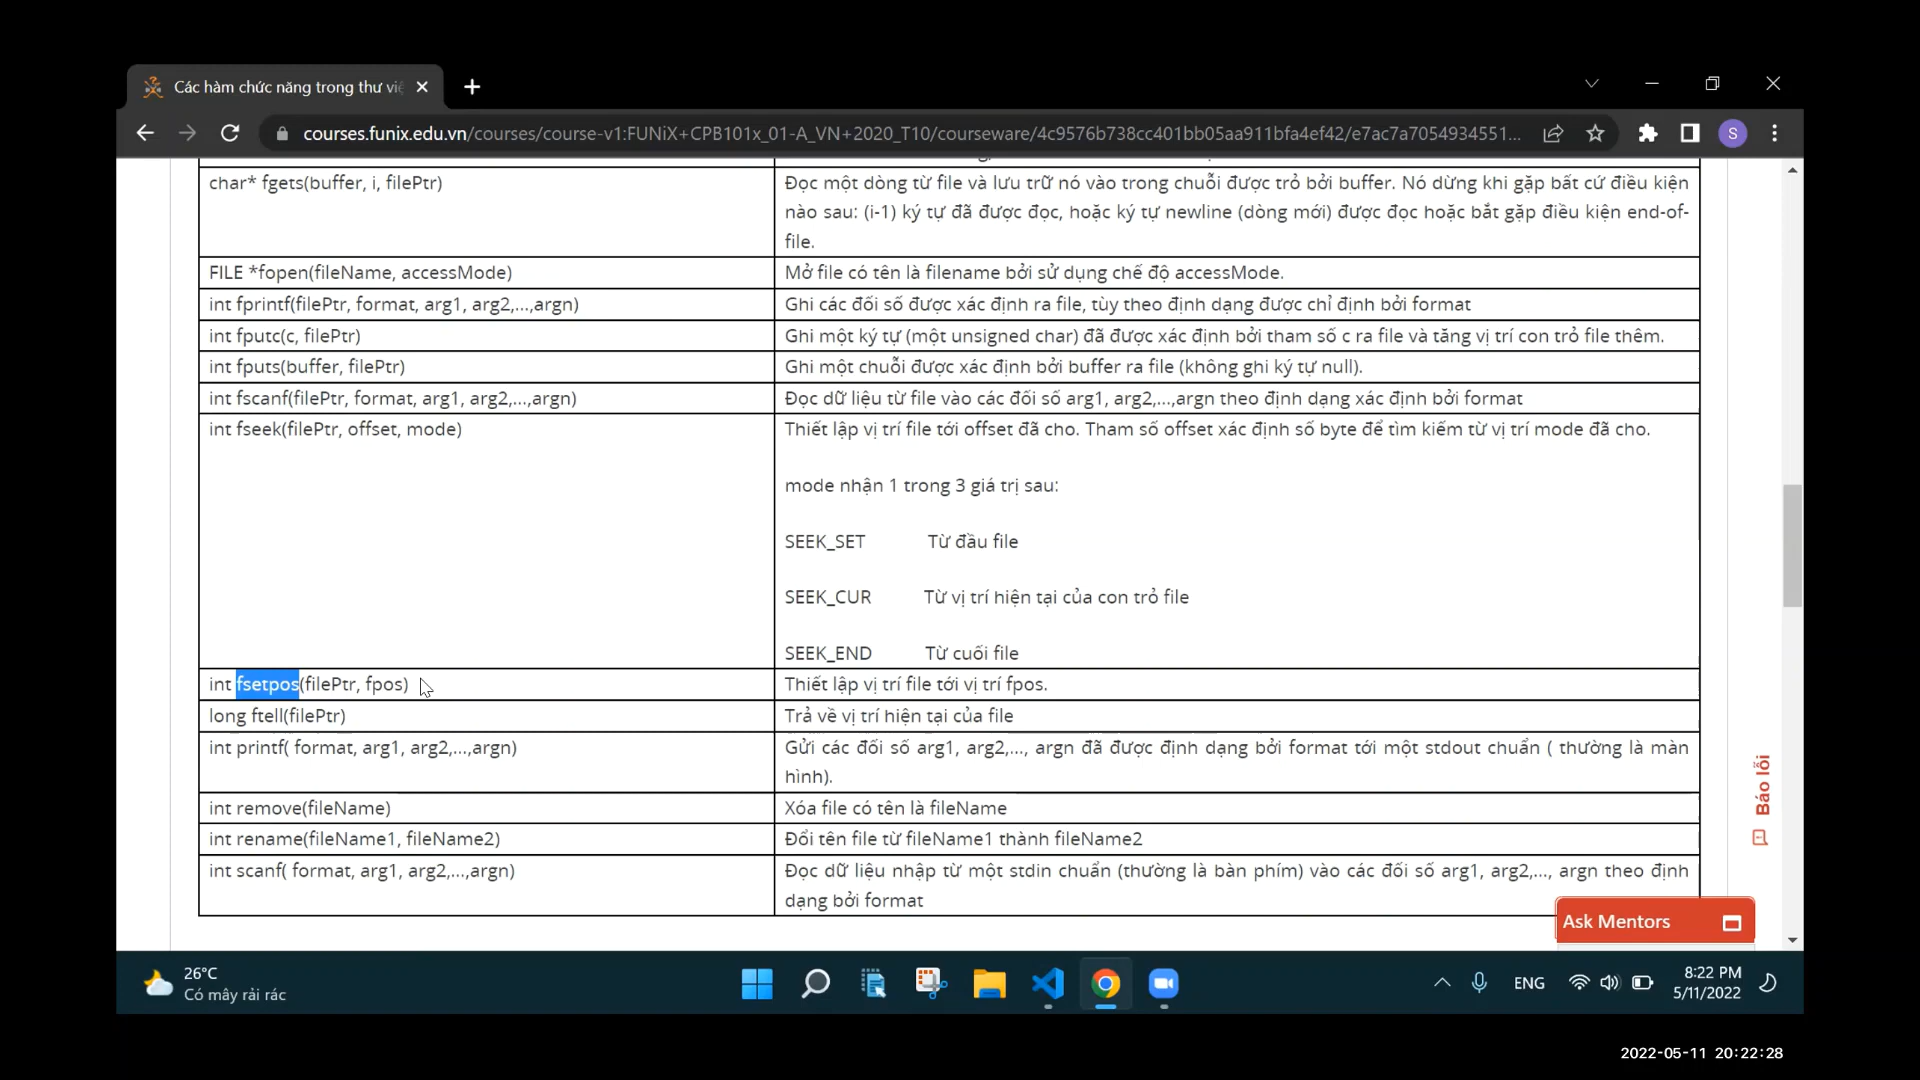 Các hàm chức năng trong thư việ
courses.funix.edu.vn/courses/course-v1:FUNiX+CPB101x_01-A_VN+2020_T10/courseware/4c9576b738cc401bb05aa911bfa4ef42/e7ac7a7054934551...
S
char* fgets(buffer, i, filePtr)
Đọc một dòng từ file và lưu trữ nó vào trong chuỗi được trỏ bởi buffer. Nó dừng khi gặp bất cứ điều kiện
nào sau: (i-1) ký tự đã được đọc, hoặc ký tự newline (dòng mới) được đọc hoặc bắt gặp điều kiện end-of-
file.
FILE *fopen(fileName, accessMode)
Mở file có tên là filename bởi sử dụng chế độ accessMode.
int fprintf(filePtr, format, arg1, arg2,...,argn)
Ghi các đối số được xác định ra file, tùy theo định dạng được chỉ định bởi format
int fputc(c, filePtr)
Ghi một ký tự (một unsigned char) đã được xác định bởi tham số c ra file và tăng vị trí con trỏ file thêm.
int fputs(buffer, filePtr)
Ghi một chuỗi được xác định bởi buffer ra file (không ghi ký tự null).
int fscanf(filePtr, format, arg1, arg2,...,argn)
Đọc dữ liệu từ file vào các đối số arg1, arg2,...,argn theo định dạng xác định bởi format
int fseek(filePtr, offset, mode)
Thiết lập vị trí file tới offset đã cho. Tham số offset xác định số byte để tìm kiếm từ vị trí mode đã cho.
mode nhận 1 trong 3 giá trị sau:
SEEK_SET Từ đầu file
SEEK_CUR Từ vị trí hiện tại của con trỏ file
SEEK_END Từ cuối file
int fsetpos(filePtr, fpos)
Thiết lập vị trí file tới vị trí fpos.
long ftell(filePtr)
Trả về vị trí hiện tại của file
int printf( format, arg1, arg2,...,argn)
Gửi các đối số arg1, arg2,..., argn đã được định dạng bởi format tới một stdout chuẩn ( thường là màn
hình).
int remove(fileName)
Xóa file có tên là fileName
int rename(fileName1, fileName2)
Đổi tên file từ fileName1 thành fileName2
int scanf( format, arg1, arg2,...,argn)
Đọc dữ liệu nhập từ một stdin chuẩn (thường là bàn phím) vào các đối số arg1, arg2,..., argn theo định
dạng bởi format
Báo lỗi
Ask Mentors
26°C
Có mây rải rác
ENG
8:22 PM
5/11/2022
2022-05-11 20:22:28